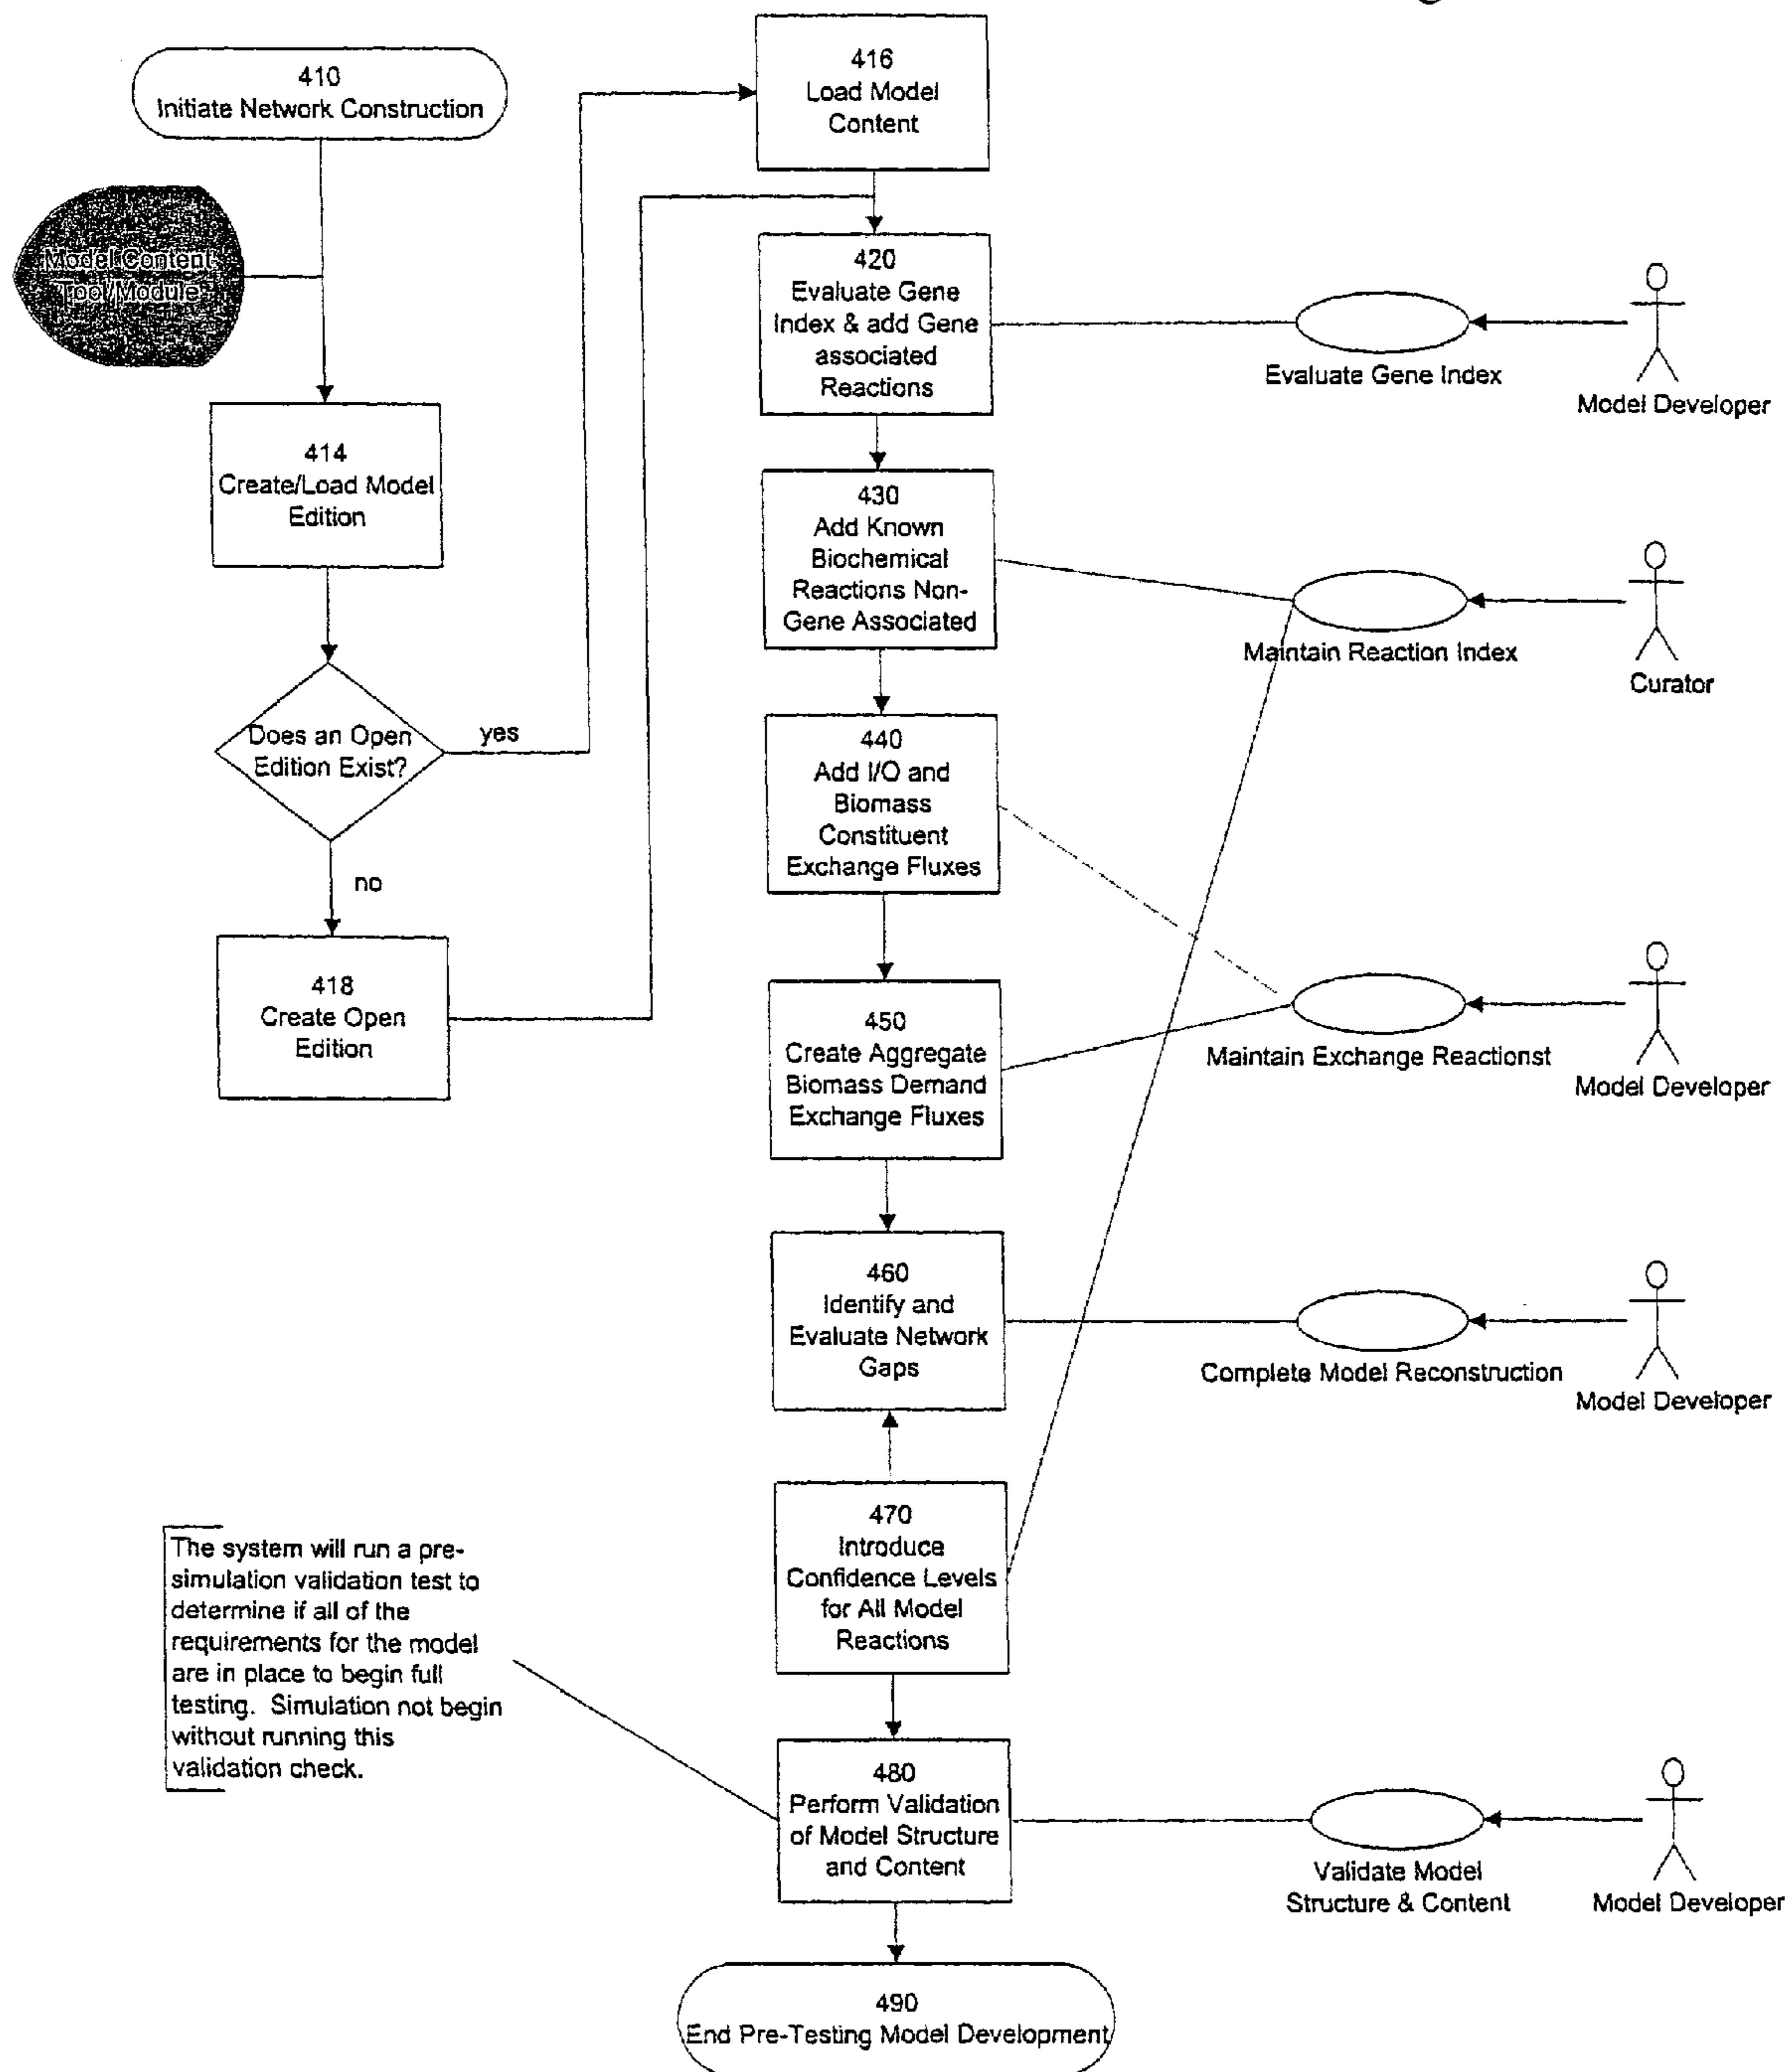 410
Initiate Network Construction
Model Content
Tool/Module
414
Create/Load Model
Edition
Does an Open
Edition Exist?
yes
no
418
Create Open
Edition
416
Load Model
Content
420
Evaluate Gene
Index & add Gene
associated
Reactions
Evaluate Gene Index
Model Developer
430
Add Known
Biochemical
Reactions Non-
Gene Associated
Maintain Reaction Index
Curator
440
Add I/O and
Biomass
Constituent
Exchange Fluxes
450
Create Aggregate
Biomass Demand
Exchange Fluxes
Maintain Exchange Reactionst
Model Developer
460
Identify and
Evaluate Network
Gaps
Complete Model Reconstruction
Model Developer
470
Introduce
Confidence Levels
for All Model
Reactions
The system will run a pre-
simulation validation test to
determine if all of the
requirements for the model
are in place to begin full
testing. Simulation not begin
without running this
validation check.
480
Perform Validation
of Model Structure
and Content
Validate Model
Structure & Content
Model Developer
490
End Pre-Testing Model Development